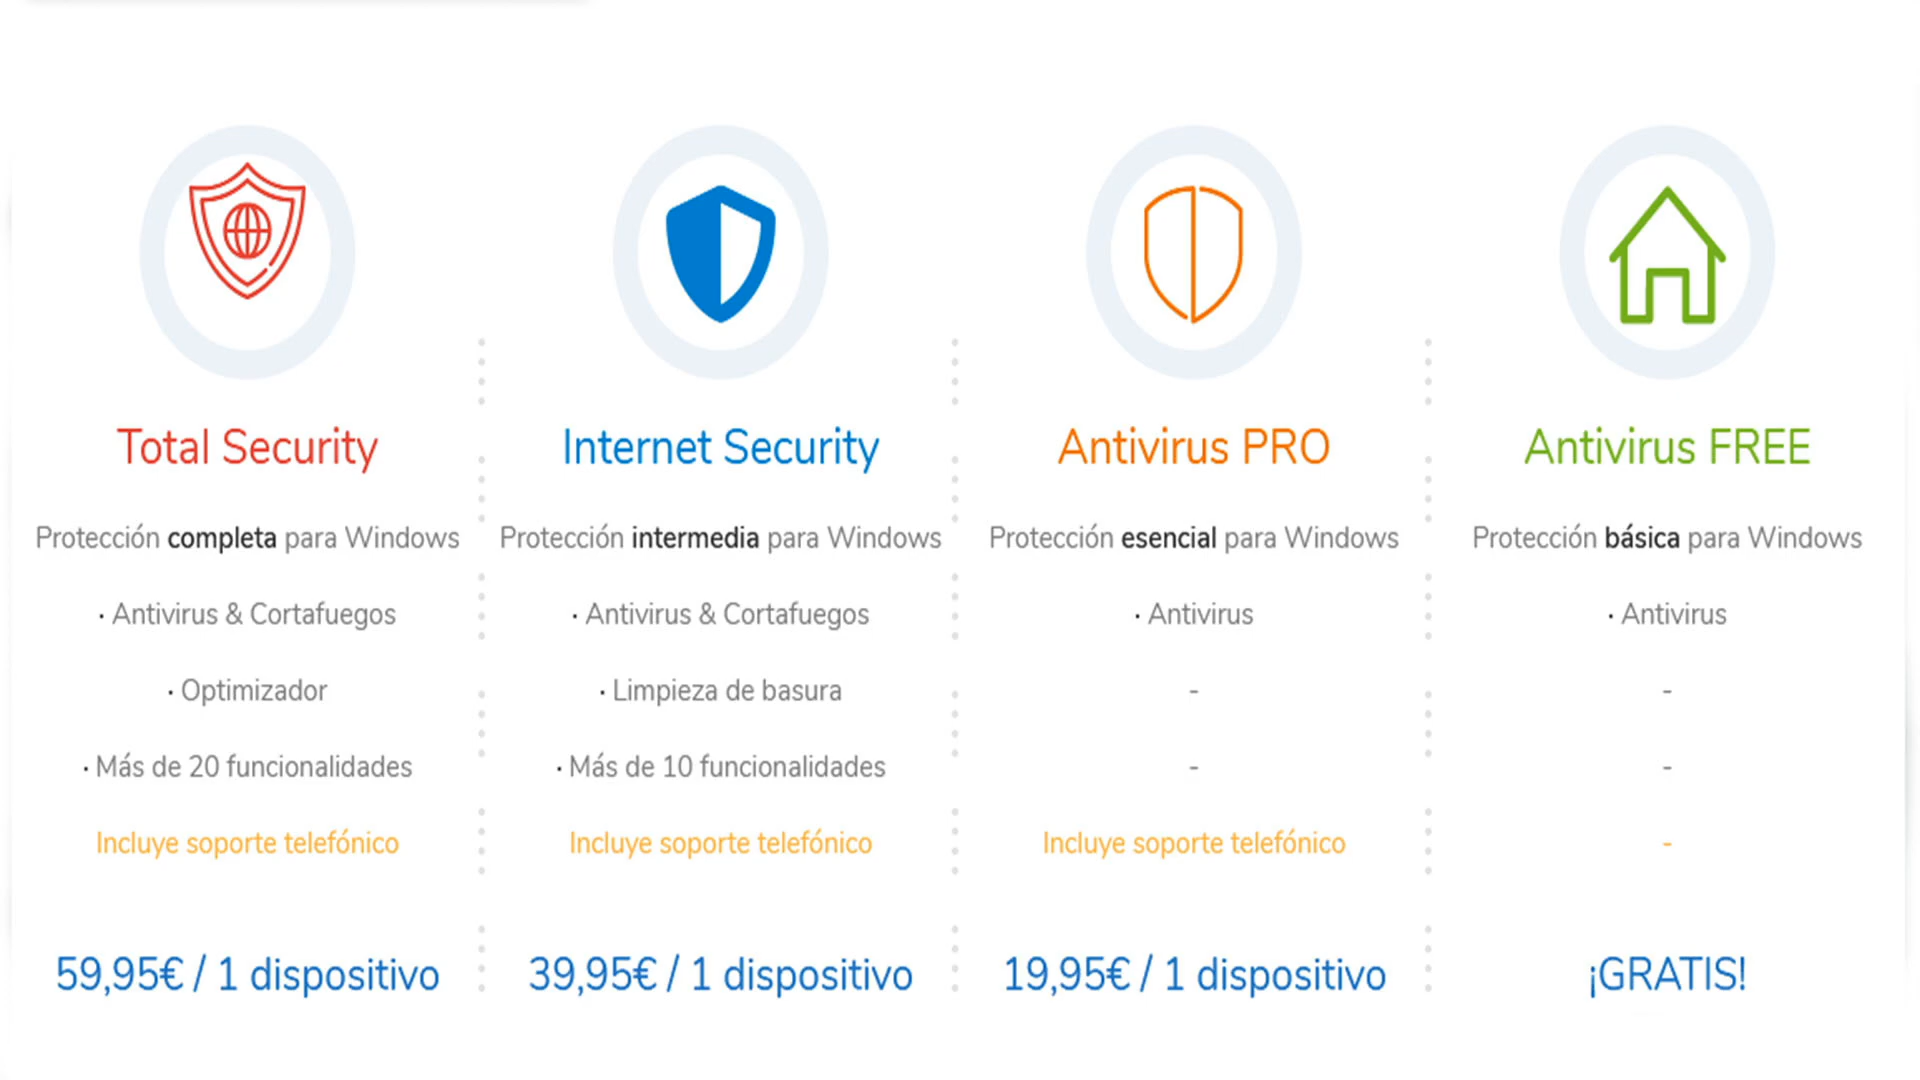 Total Security
Protección completa para Windows
· Antivirus & Cortafuegos
· Optimizador
· Más de 20 funcionalidades
Incluye soporte telefónico
59,95€ / 1 dispositivo
Internet Security
Protección intermedia para Windows
· Antivirus & Cortafuegos
· Limpieza de basura
· Más de 10 funcionalidades
Incluye soporte telefónico
39,95€ / 1 dispositivo
Antivirus PRO
Protección esencial para Windows
· Antivirus
-
-
Incluye soporte telefónico
19,95€ / 1 dispositivo
Antivirus FREE
Protección básica para Windows
· Antivirus
-
-
-
¡GRATIS!